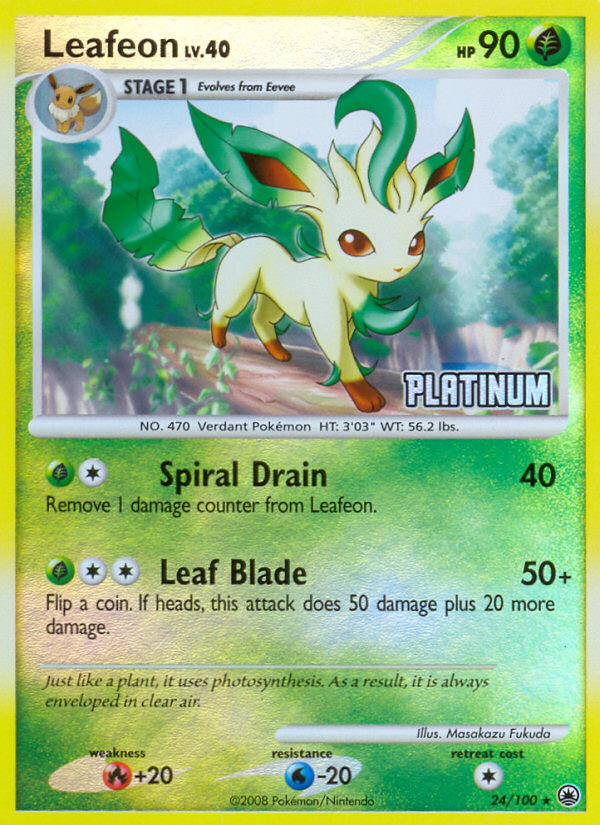 Leafeon LV.40
HP 90
STAGE 1 Evolves from Eevee
PLATINUM
NO. 470 Verdant Pokémon HT: 3'03" WT: 56.2 lbs.
Spiral Drain 40
Remove 1 damage counter from Leafeon.
Leaf Blade 50+
Flip a coin. If heads, this attack does 50 damage plus 20 more
damage.
Just like a plant, it uses photosynthesis. As a result, it is always
enveloped in clear air.
Illus. Masakazu Fukuda
weakness resistance retreat cost
+20 -20
©2008 Pokémon/Nintendo 24/100 ★